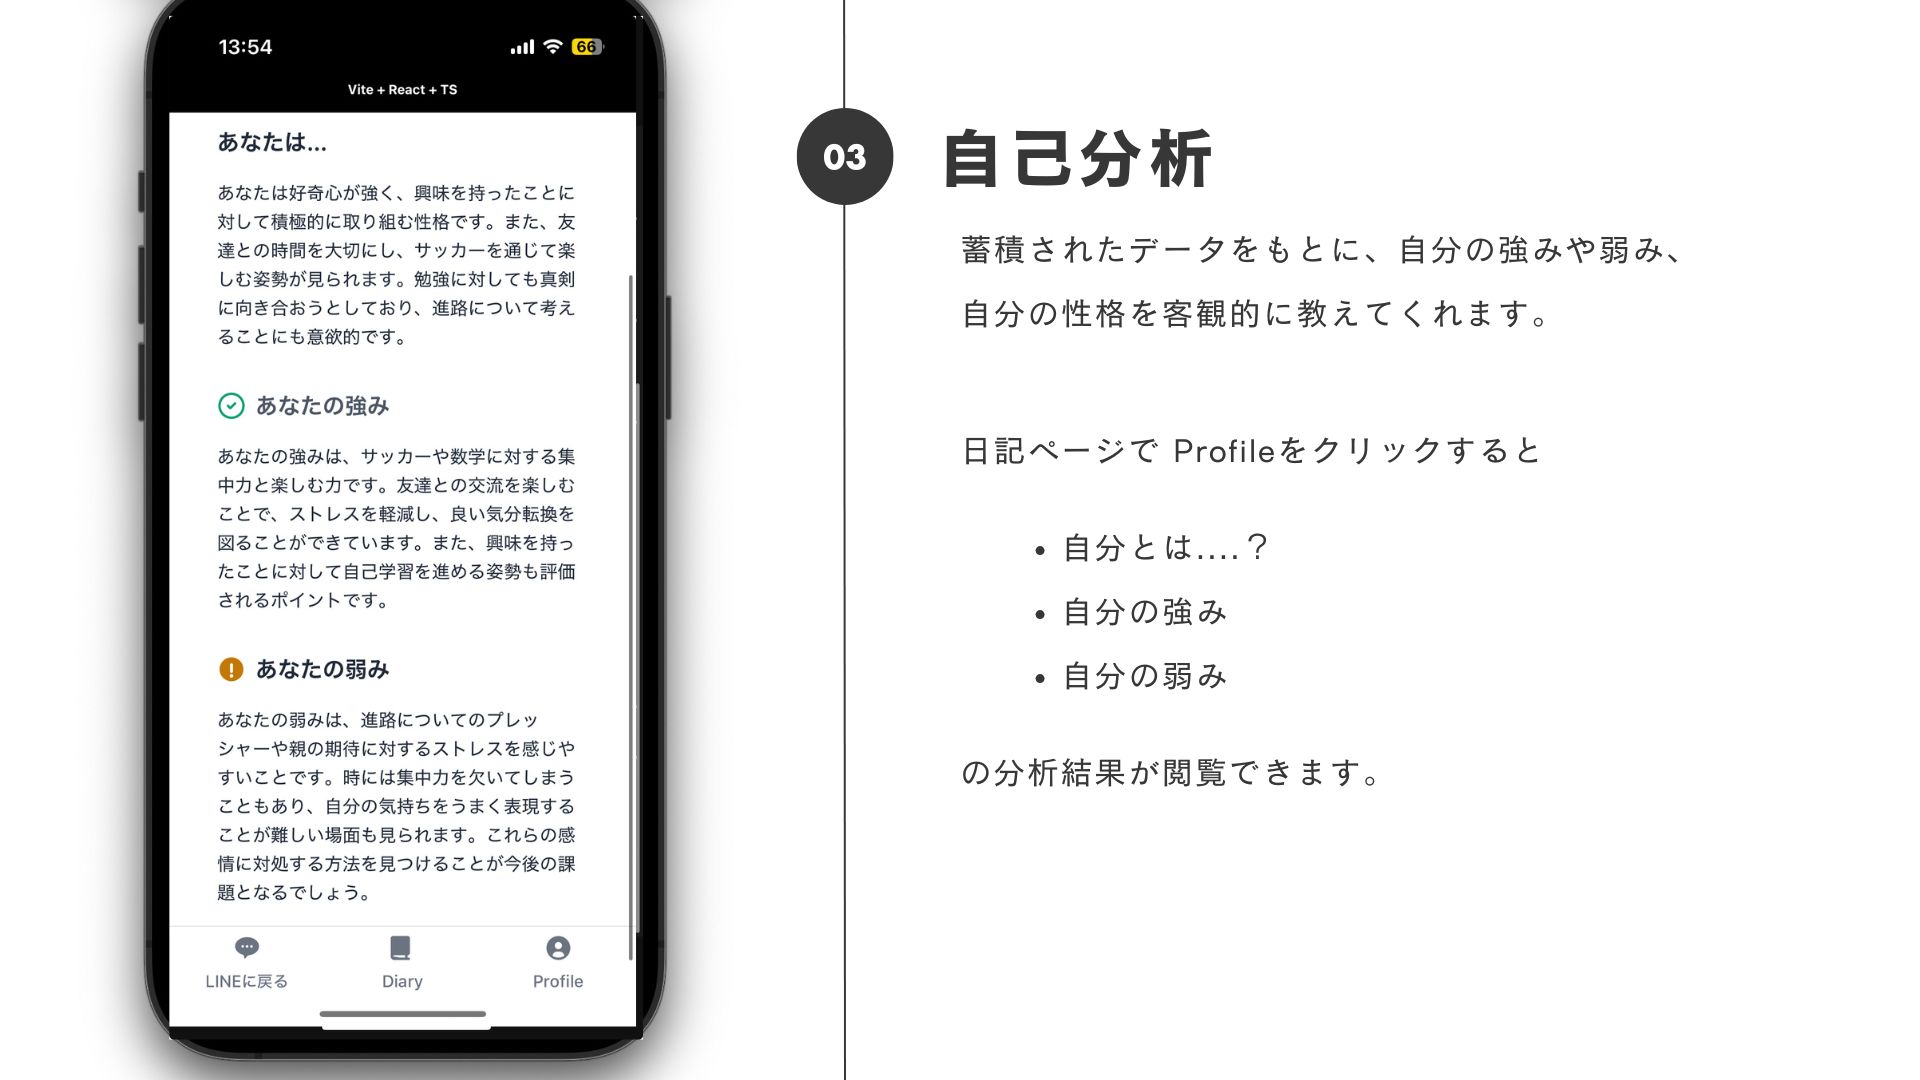 13:54
66
Vite + React + TS
あなたは...
あなたは好奇心が強く、興味を持ったことに
対して積極的に取り組む性格です。また、友
達との時間を大切にし、サッカーを通じて楽
しむ姿勢が見られます。勉強に対しても真剣
に向き合おうとしており、進路について考え
ることにも意欲的です。
あなたの強み
あなたの強みは、サッカーや数学に対する集
中力と楽しむ力です。友達との交流を楽しむ
ことで、ストレスを軽減し、良い気分転換を
図ることができています。また、興味を持っ
たことに対して自己学習を進める姿勢も評価
されるポイントです。
あなたの弱み
あなたの弱みは、進路についてのプレッ
シャーや親の期待に対するストレスを感じや
すいことです。時には集中力を欠いてしまう
こともあり、自分の気持ちをうまく表現する
ことが難しい場面も見られます。これらの感
情に対処する方法を見つけることが今後の課
題となるでしょう。
LINEに戻る
Diary
Profile
03
自己分析
蓄積されたデータをもとに、自分の強みや弱み、
自分の性格を客観的に教えてくれます。
日記ページで Profileをクリックすると
• 自分とは....？
• 自分の強み
• 自分の弱み
の分析結果が閲覧できます。